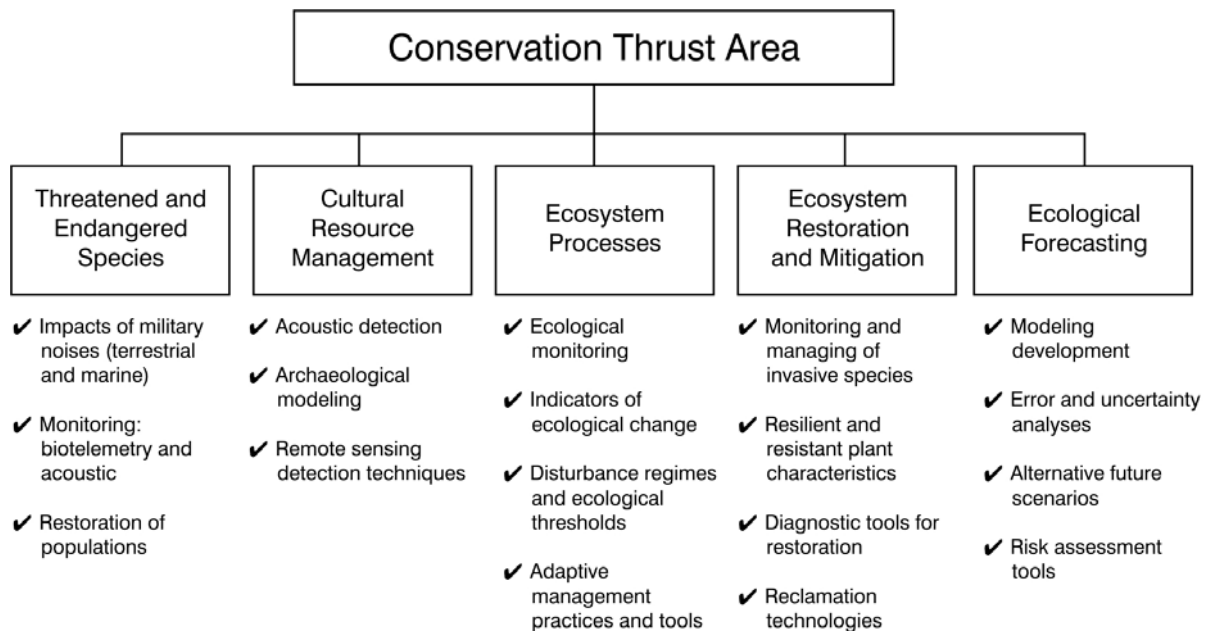 Conservation Thrust Area
Threatened and
Endangered
Species
✔ Impacts of military
noises (terrestrial
and marine)
✔ Monitoring:
biotelemetry and
acoustic
✔ Restoration of
populations
Cultural
Resource
Management
✔ Acoustic detection
✔ Archaeological
modeling
✔ Remote sensing
detection techniques
Ecosystem
Processes
✔ Ecological
monitoring
✔ Indicators of
ecological change
✔ Disturbance regimes
and ecological
thresholds
✔ Adaptive
management
practices and tools
Ecosystem
Restoration
and Mitigation
✔ Monitoring and
managing of
invasive species
✔ Resilient and
resistant plant
characteristics
✔ Diagnostic tools for
restoration
✔ Reclamation
technologies
Ecological
Forecasting
✔ Modeling
development
✔ Error and uncertainty
analyses
✔ Alternative future
scenarios
✔ Risk assessment
tools